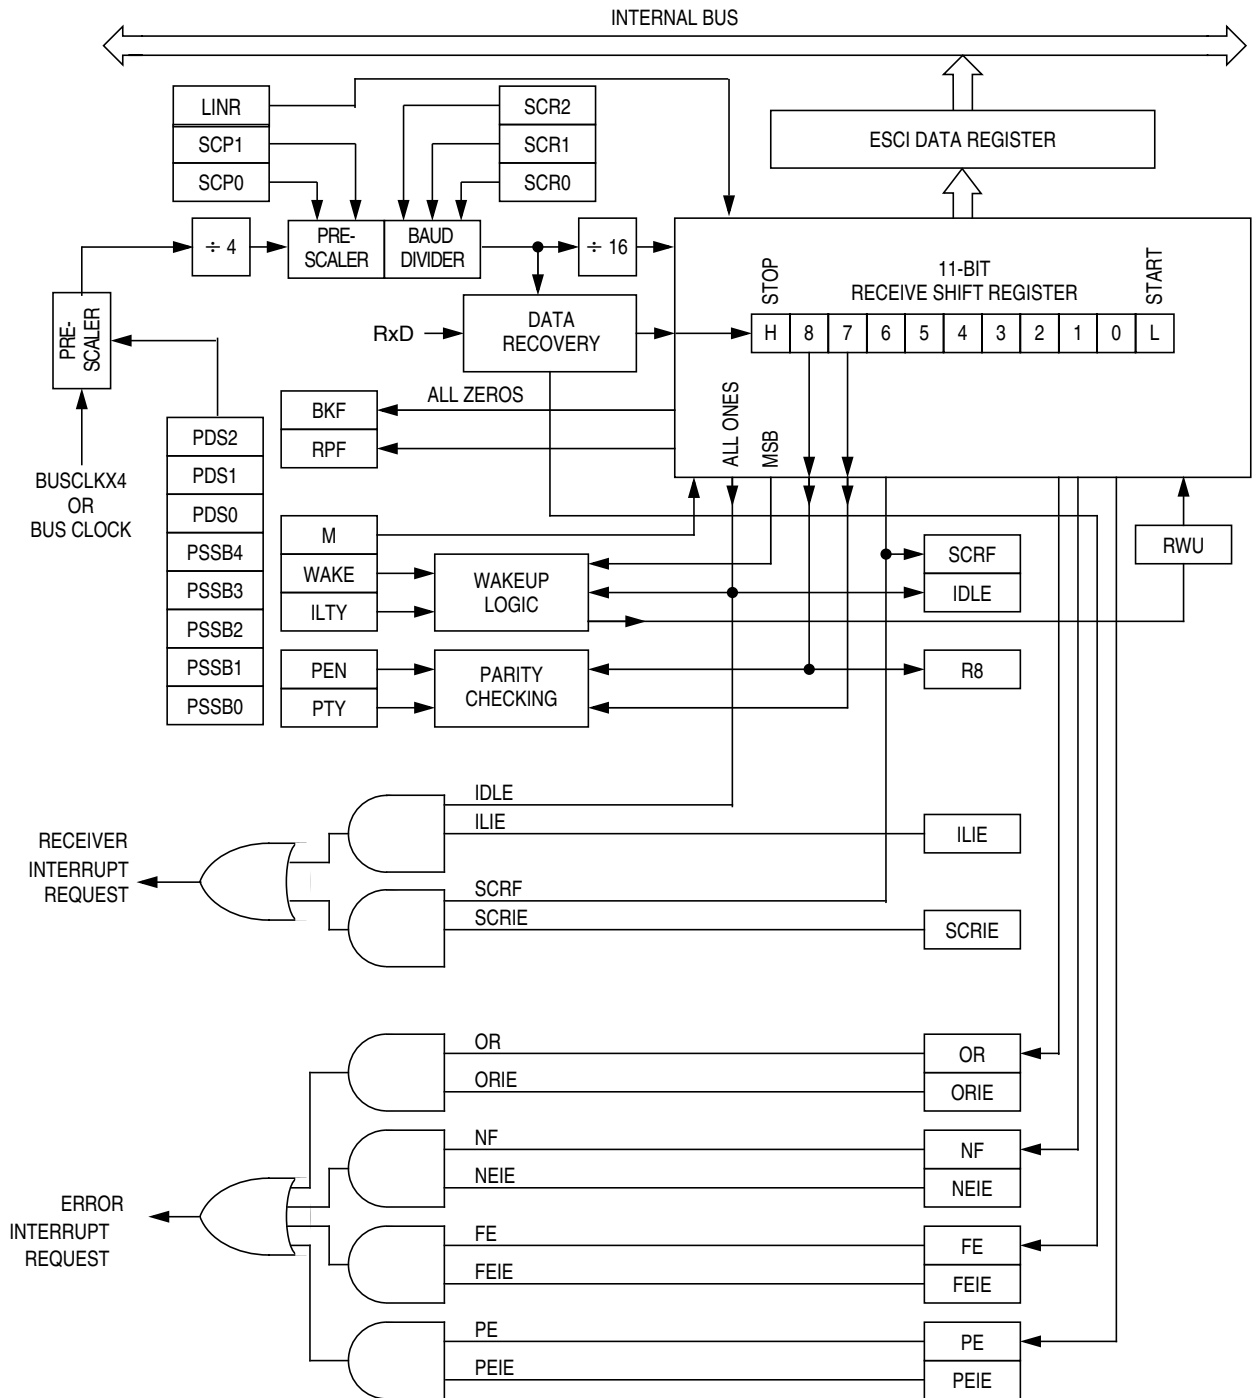 INTERNAL BUS
LINR
SCP1
SCP0
SCR2
SCR1
SCR0
ESCI DATA REGISTER
÷ 4
PRE-
SCALER
BAUD
DIVIDER
÷ 16
STOP
11-BIT
RECEIVE SHIFT REGISTER
START
H 8 7 6 5 4 3 2 1 0 L
PRE-
SCALER
RxD
DATA
RECOVERY
ALL ZEROS
BKF
RPF
ALL ONES
MSB
BUSCLKX4
OR
BUS CLOCK
PDS2
PDS1
PDS0
PSSB4
PSSB3
PSSB2
PSSB1
PSSB0
M
WAKE
ILTY
WAKEUP
LOGIC
SCRF
IDLE
RWU
PEN
PTY
PARITY
CHECKING
R8
IDLE
ILIE
ILIE
RECEIVER
INTERRUPT
REQUEST
SCRF
SCRIE
SCRIE
OR
ORIE
OR
ORIE
NF
NEIE
NF
NEIE
ERROR
INTERRUPT
REQUEST
FE
FEIE
FE
FEIE
PE
PEIE
PE
PEIE